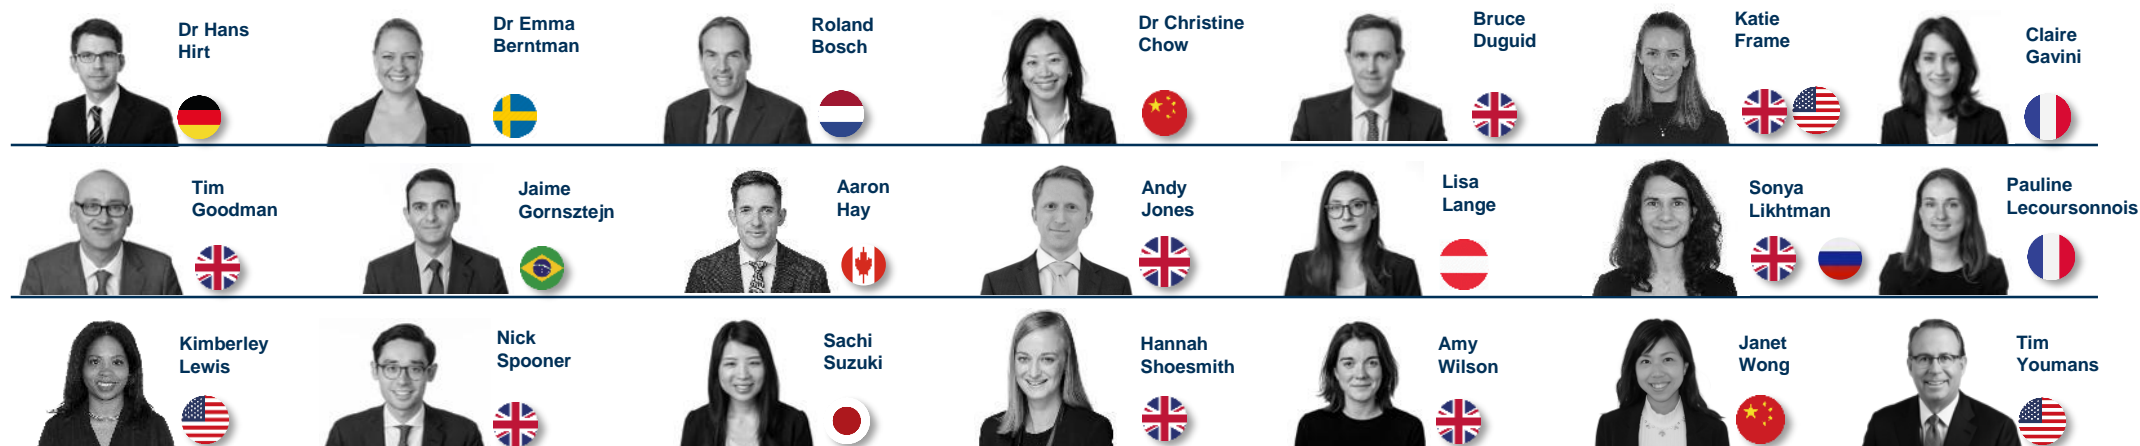 Dr Hans
Hirt
Dr Emma
Berntman
Roland
Bosch
Dr Christine
Chow
Bruce
Duguid
Katie
Frame
Claire
Gavini
Tim
Goodman
Jaime
Gornsztejn
Aaron
Hay
Andy
Jones
Lisa
Lange
Sonya
Likhtman
Pauline
Lecoursonnois
Kimberley
Lewis
Nick
Spooner
Sachi
Suzuki
Hannah
Shoesmith
Amy
Wilson
Janet
Wong
Tim
Youmans